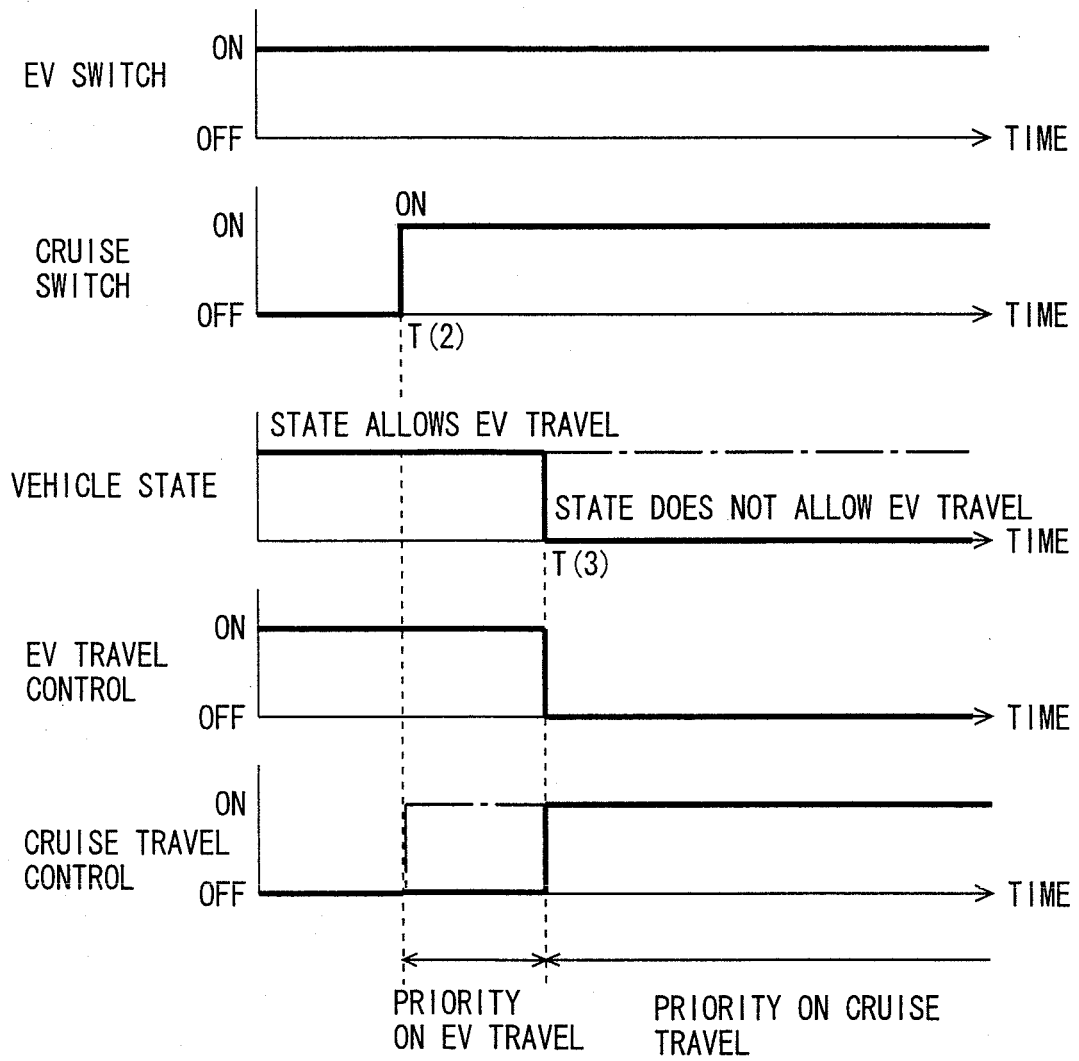 ON
EV SWITCH
OFF
TIME
ON
ON
CRUISE
SWITCH
OFF
TIME
T(2)
STATE ALLOWS EV TRAVEL
VEHICLE STATE
STATE DOES NOT ALLOW EV TRAVEL
TIME
T(3)
ON
EV TRAVEL
CONTROL
OFF
TIME
ON
CRUISE TRAVEL
CONTROL
OFF
TIME
PRIORITY
ON EV TRAVEL
PRIORITY ON CRUISE
TRAVEL